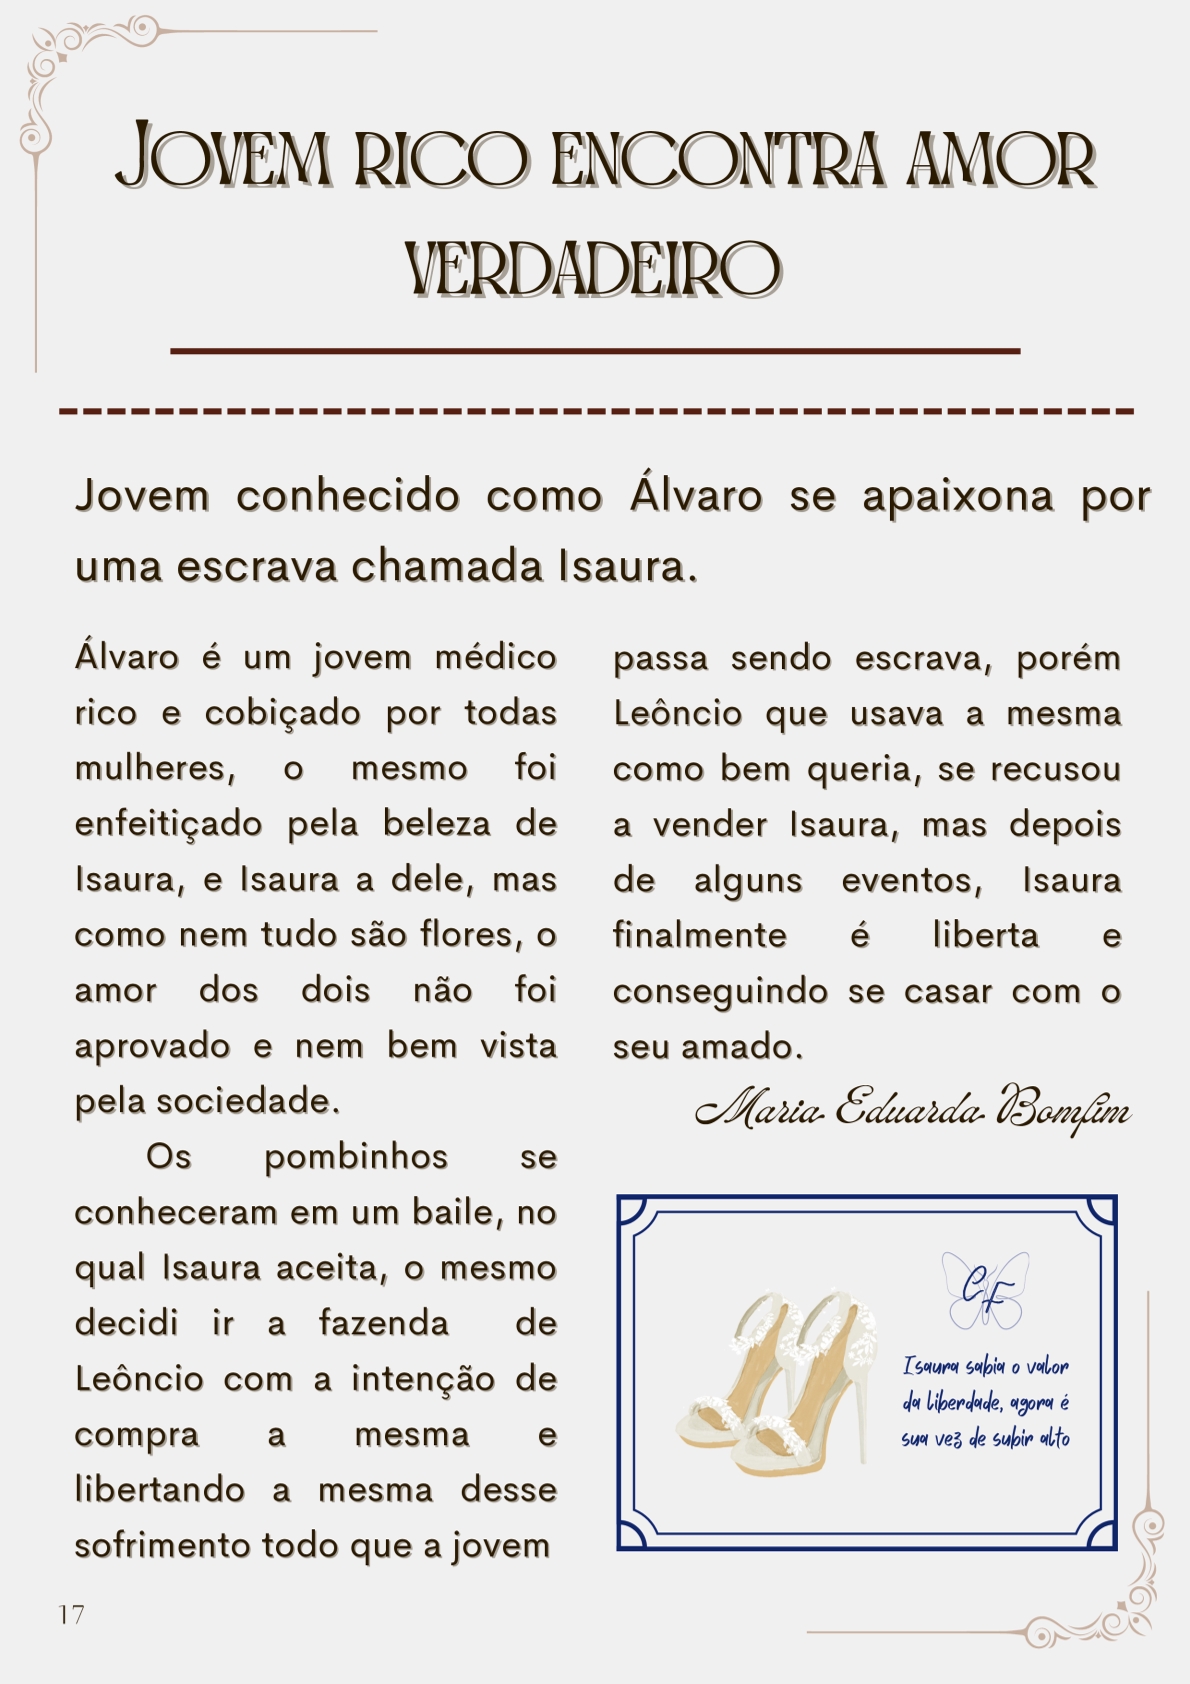 Jovem rico encontra amor
verdadeiro
Jovem conhecido como Álvaro se apaixona por
uma escrava chamada Isaura.
Álvaro é um jovem médico
rico e cobiçado por todas
mulheres, o mesmo foi
enfeitiçado pela beleza de
Isaura, e Isaura a dele, mas
como nem tudo são flores, o
amor dos dois não foi
aprovado e nem bem vista
pela sociedade.
Os pombinhos se
conheceram em um baile, no
qual Isaura aceita, o mesmo
decidi ir a fazenda de
Leôncio com a intenção de
compra a mesma e
libertando a mesma desse
sofrimento todo que a jovem
passa sendo escrava, porém
Leôncio que usava a mesma
como bem queria, se recusou
a vender Isaura, mas depois
de alguns eventos, Isaura
finalmente é liberta e
conseguindo se casar com o
seu amado.
Maria Eduarda Bomfim
CF
Isaura sabia o valor
da liberdade, agora é
sua vez de subir alto
17